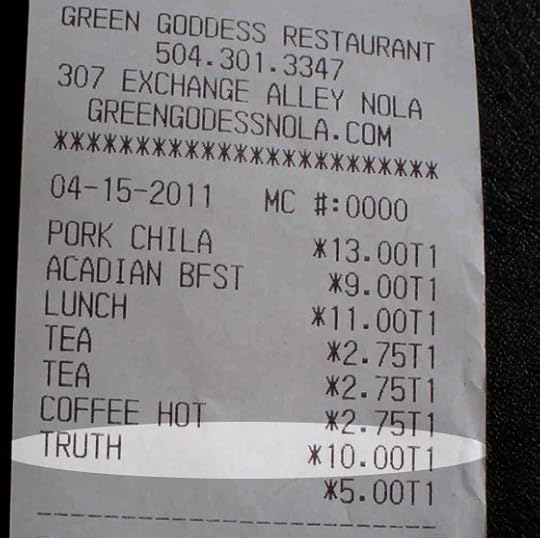 GREEN GODDESS RESTAURANT
504.301.3347
307 EXCHANGE ALLEY NOLA
GREENGODESSNOLA.COM
************************
04-15-2011 MC #:0000
PORK CHILA *13.00T1
ACADIAN BFST *9.00T1
LUNCH *11.00T1
TEA *2.75T1
TEA *2.75T1
COFFEE HOT *2.75T1
TRUTH *10.00T1
*5.00T1